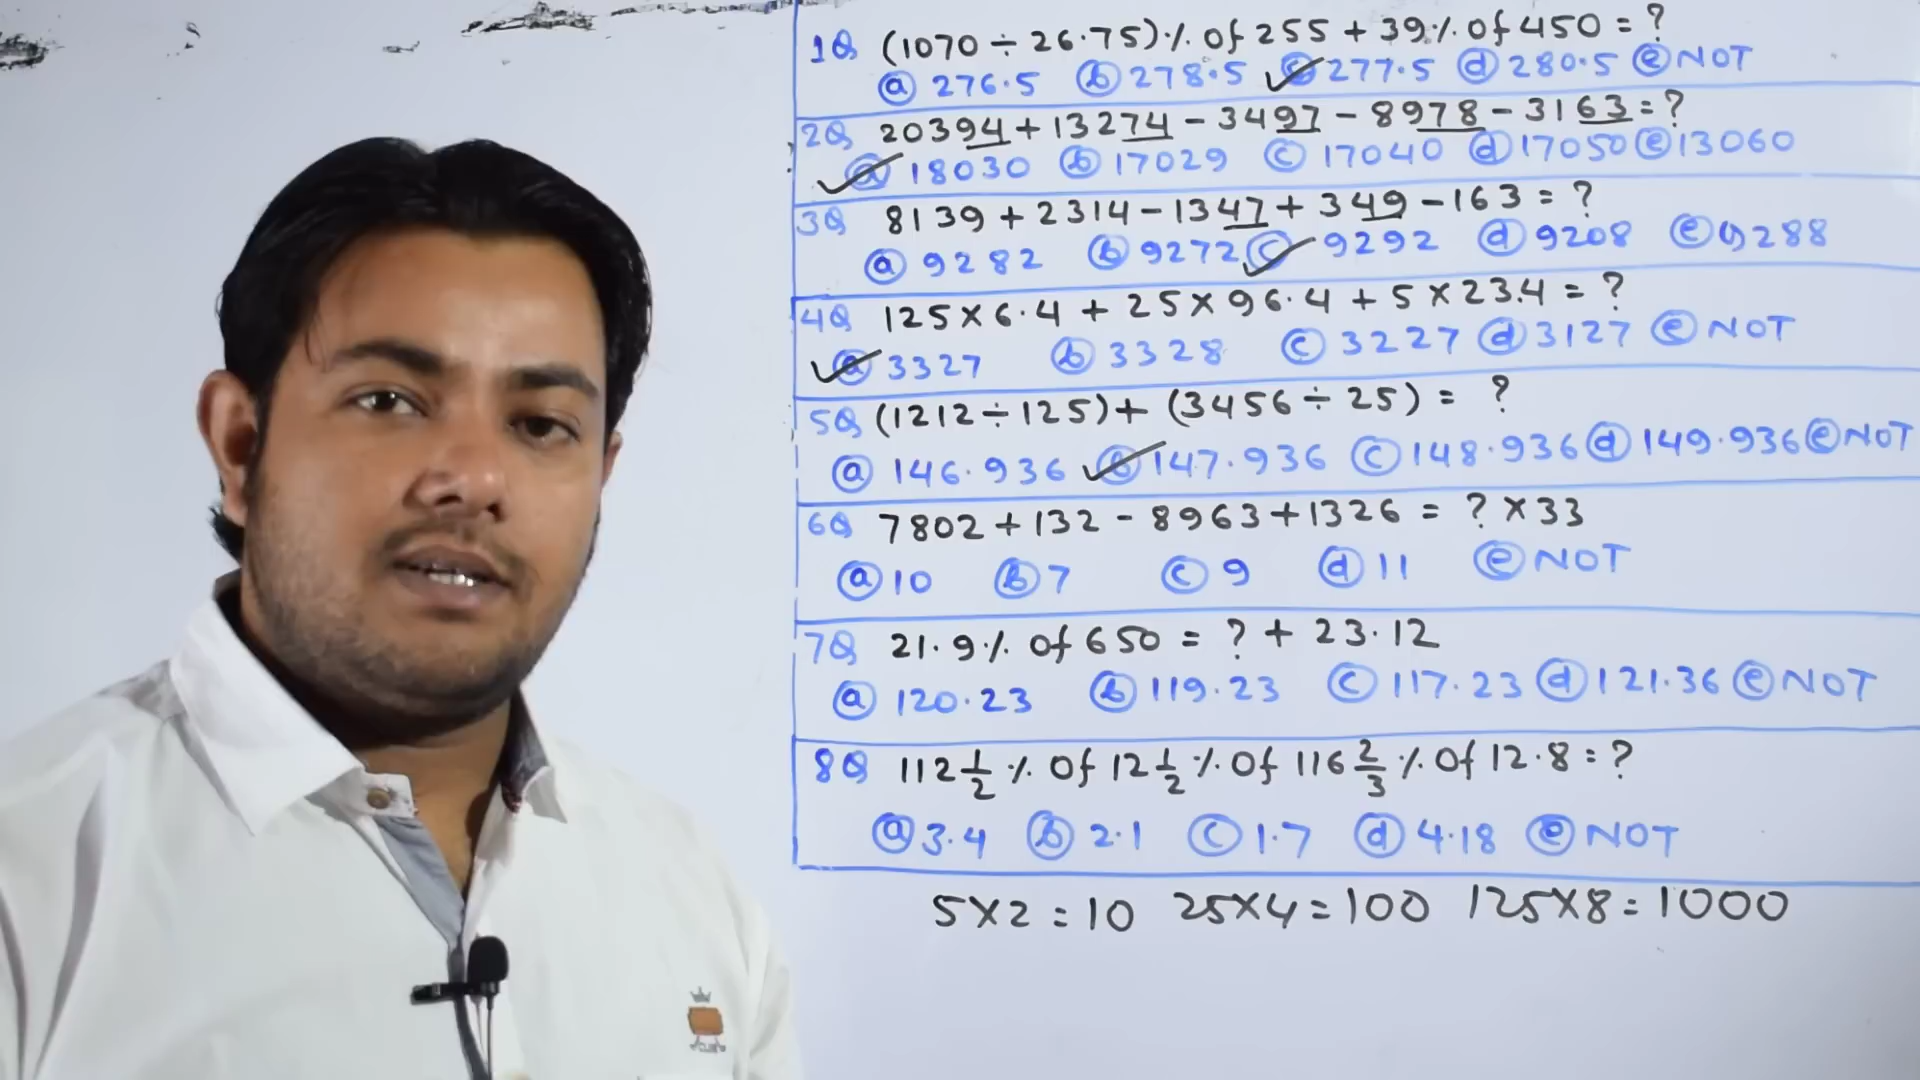 1Q (1070 ÷ 26.75)% of 255 + 39% of 450 = ?
ⓐ 276.5 ⓑ 278.5 ⓒ 277.5 ⓓ 280.5 ⓔ NOT
2Q 20394 + 13274 - 3497 - 8978 - 3163 = ?
ⓐ 18030 ⓑ 17029 ⓒ 17040 ⓓ 17050 ⓔ 13060
3Q 8139 + 2314 - 1347 + 349 - 163 = ?
ⓐ 9282 ⓑ 9272 ⓒ 9292 ⓓ 9208 ⓔ 9288
4Q 125 × 6.4 + 25 × 96.4 + 5 × 23.4 = ?
ⓐ 3327 ⓑ 3328 ⓒ 3227 ⓓ 3127 ⓔ NOT
5Q (1212 ÷ 125) + (3456 ÷ 25) = ?
ⓐ 146.936 ⓑ 147.936 ⓒ 148.936 ⓓ 149.936 ⓔ NOT
6Q 7802 + 132 - 8963 + 1326 = ? × 33
ⓐ 10 ⓑ 7 ⓒ 9 ⓓ 11 ⓔ NOT
7Q 21.9% of 650 = ? + 23.12
ⓐ 120.23 ⓑ 119.23 ⓒ 117.23 ⓓ 121.36 ⓔ NOT
8Q 112 1/2 % of 12 1/2 % of 116 2/3 % of 12.8 = ?
ⓐ 3.4 ⓑ 2.1 ⓒ 1.7 ⓓ 4.18 ⓔ NOT
5×2 = 10 25×4 = 100 125×8 = 1000